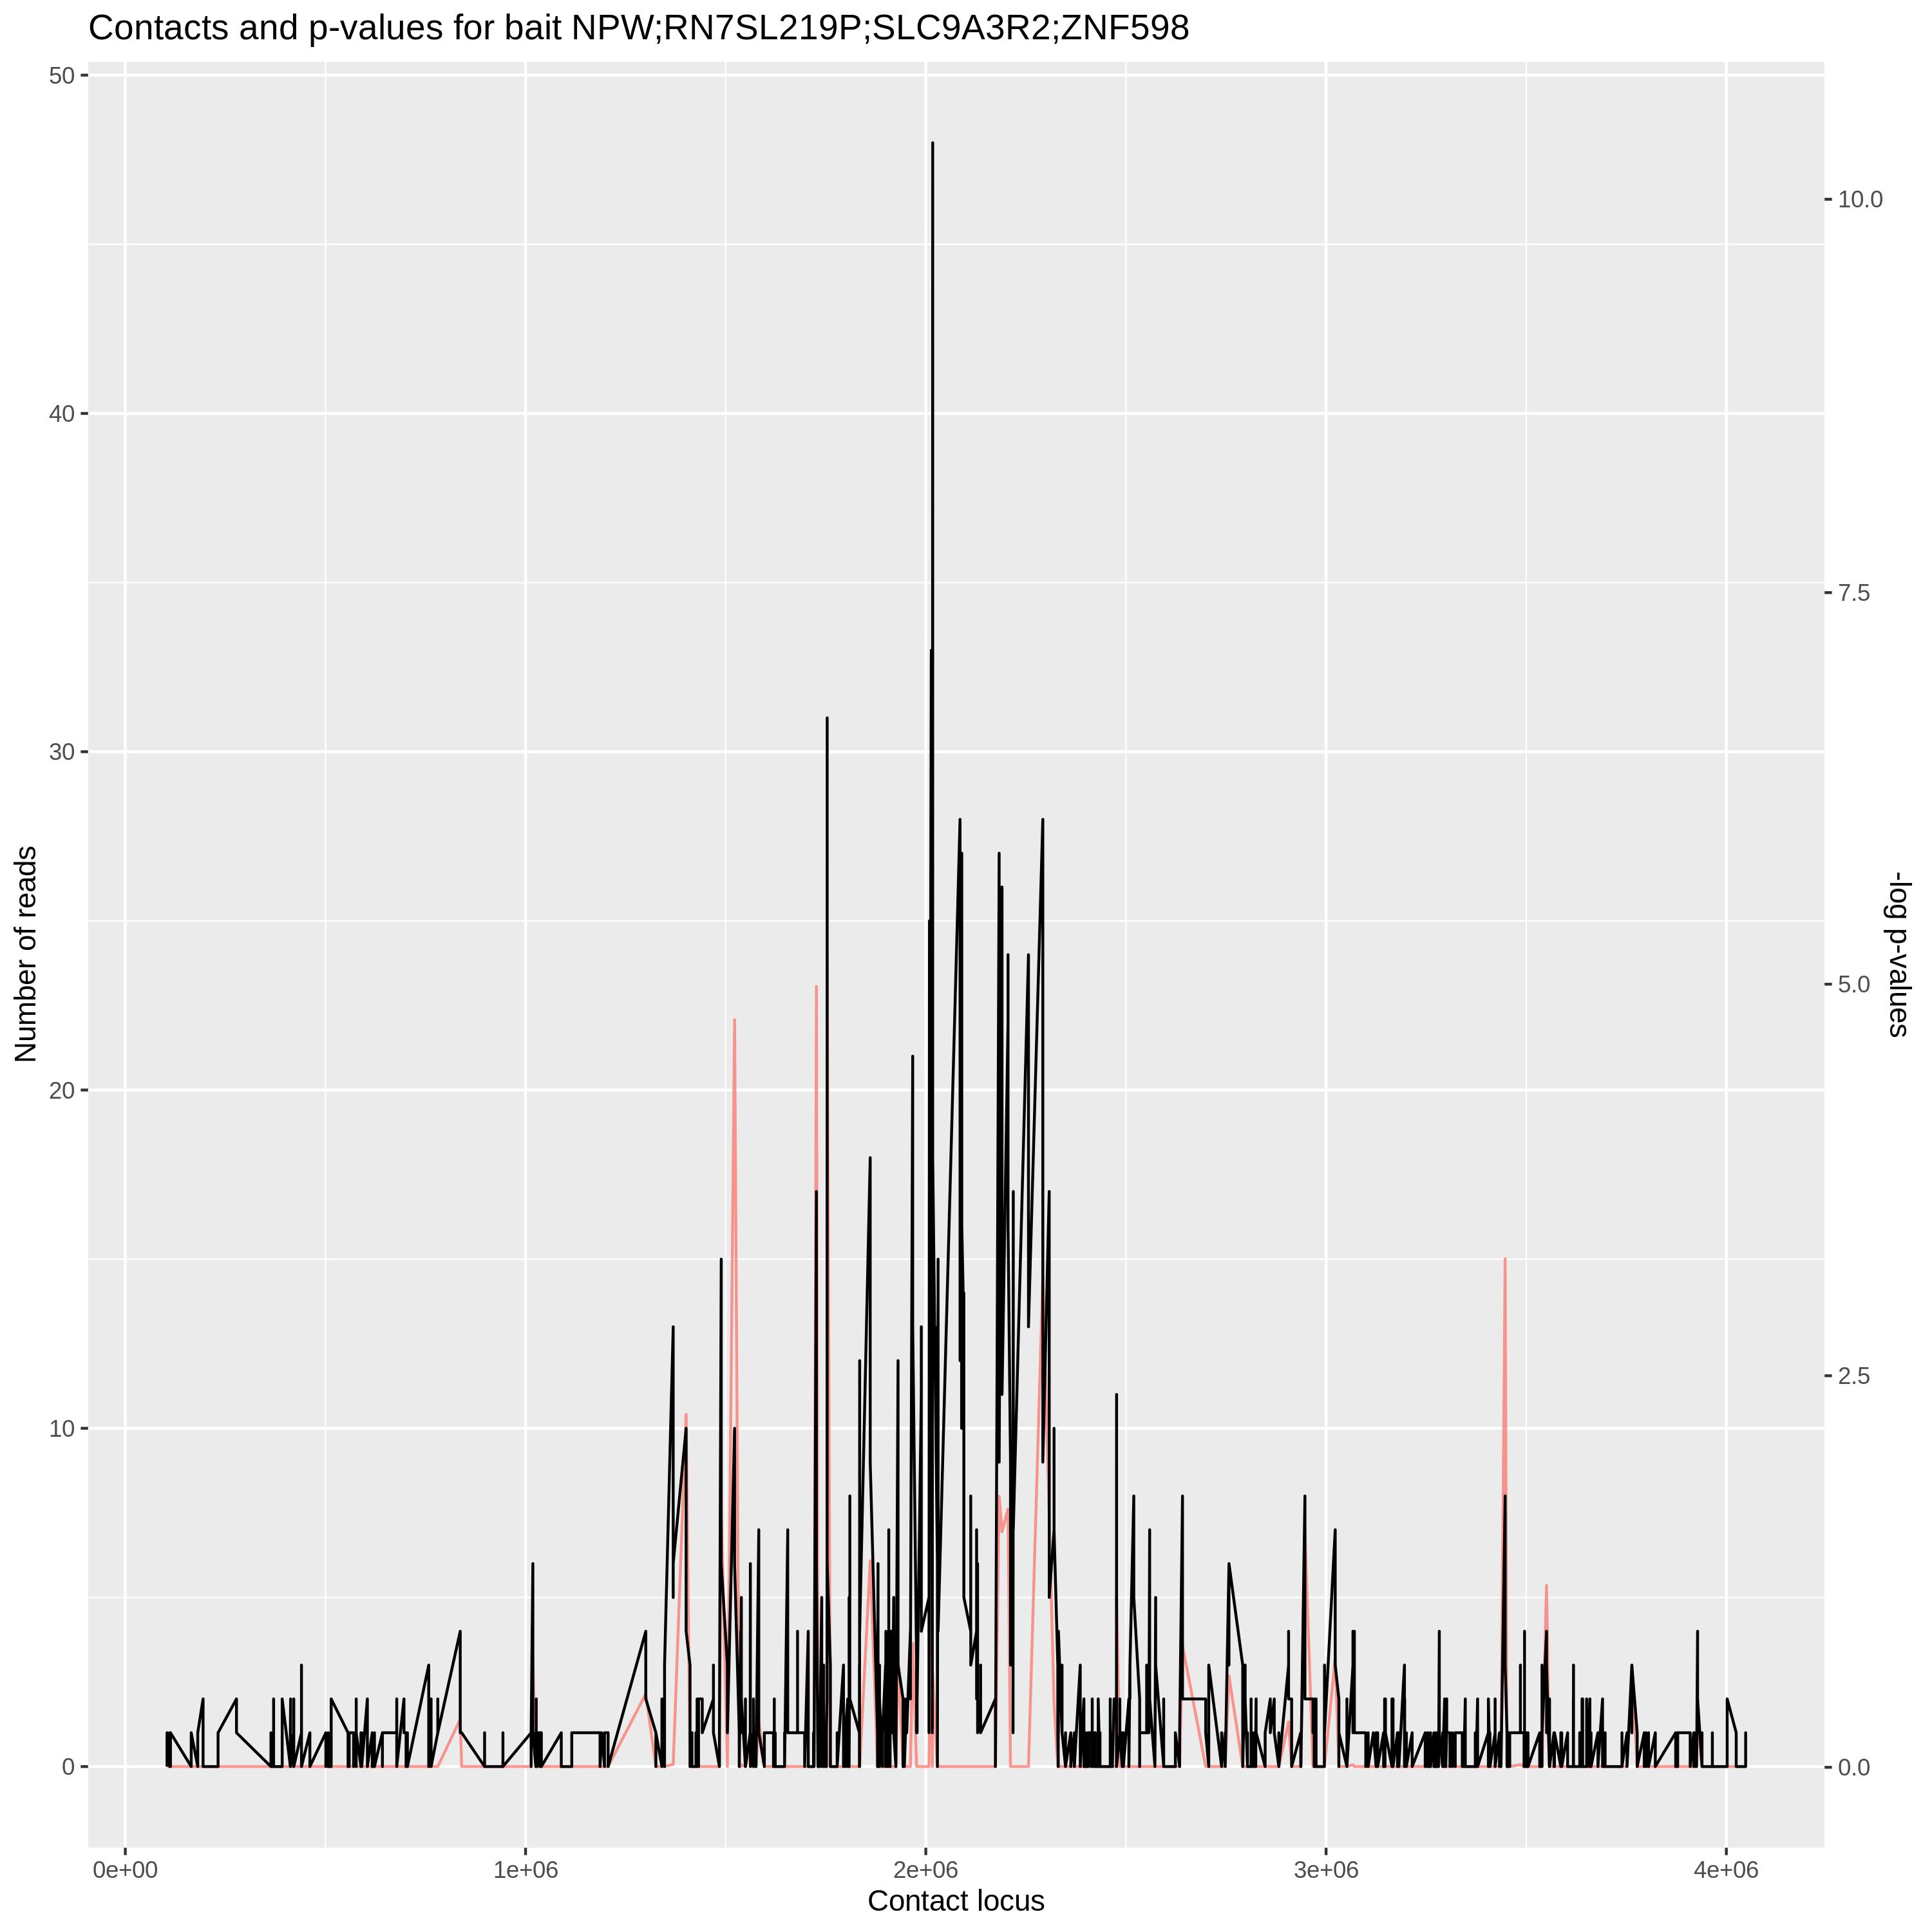 Contacts and p-values for bait NPW;RN7SL219P;SLC9A3R2;ZNF598
50
40
30
20
10
0
Number of reads
10.0
7.5
5.0
2.5
0.0
-log p-values
0e+00 1e+06 2e+06 3e+06 4e+06
Contact locus